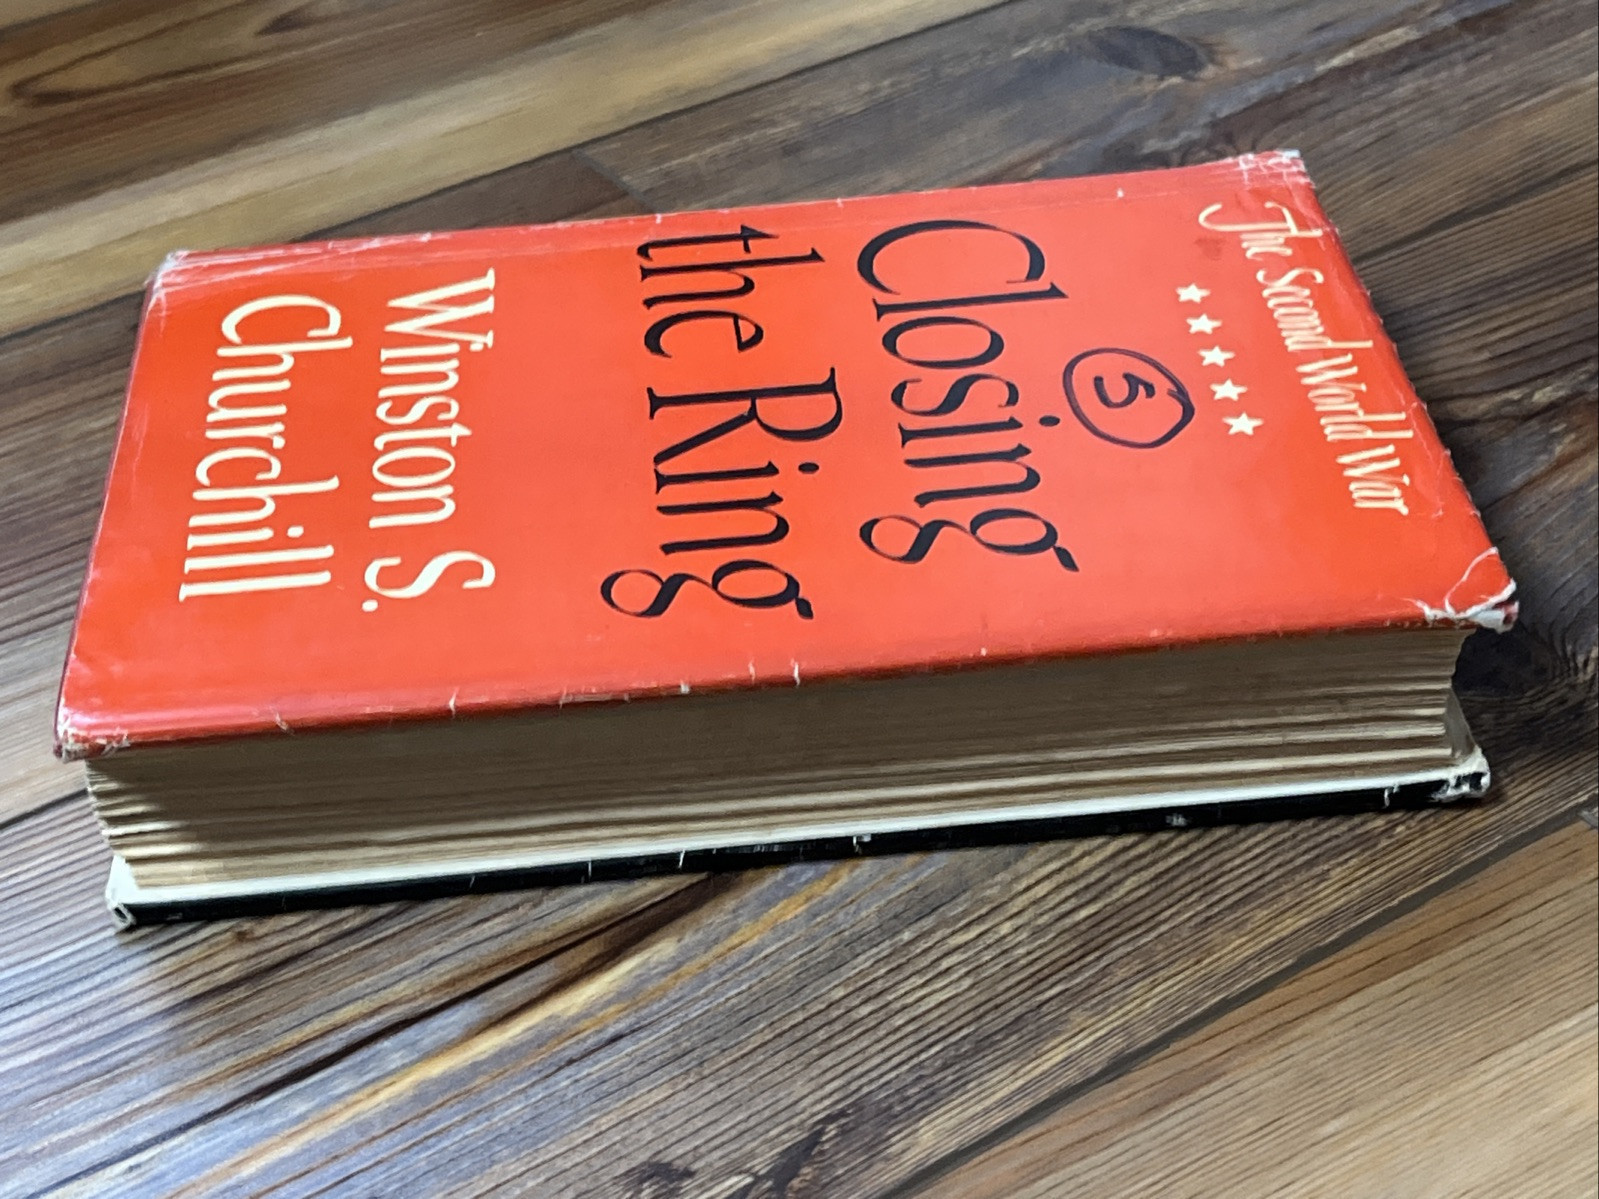 The Second World War
★★★★★
5
Closing
the Ring
Winston S.
Churchill